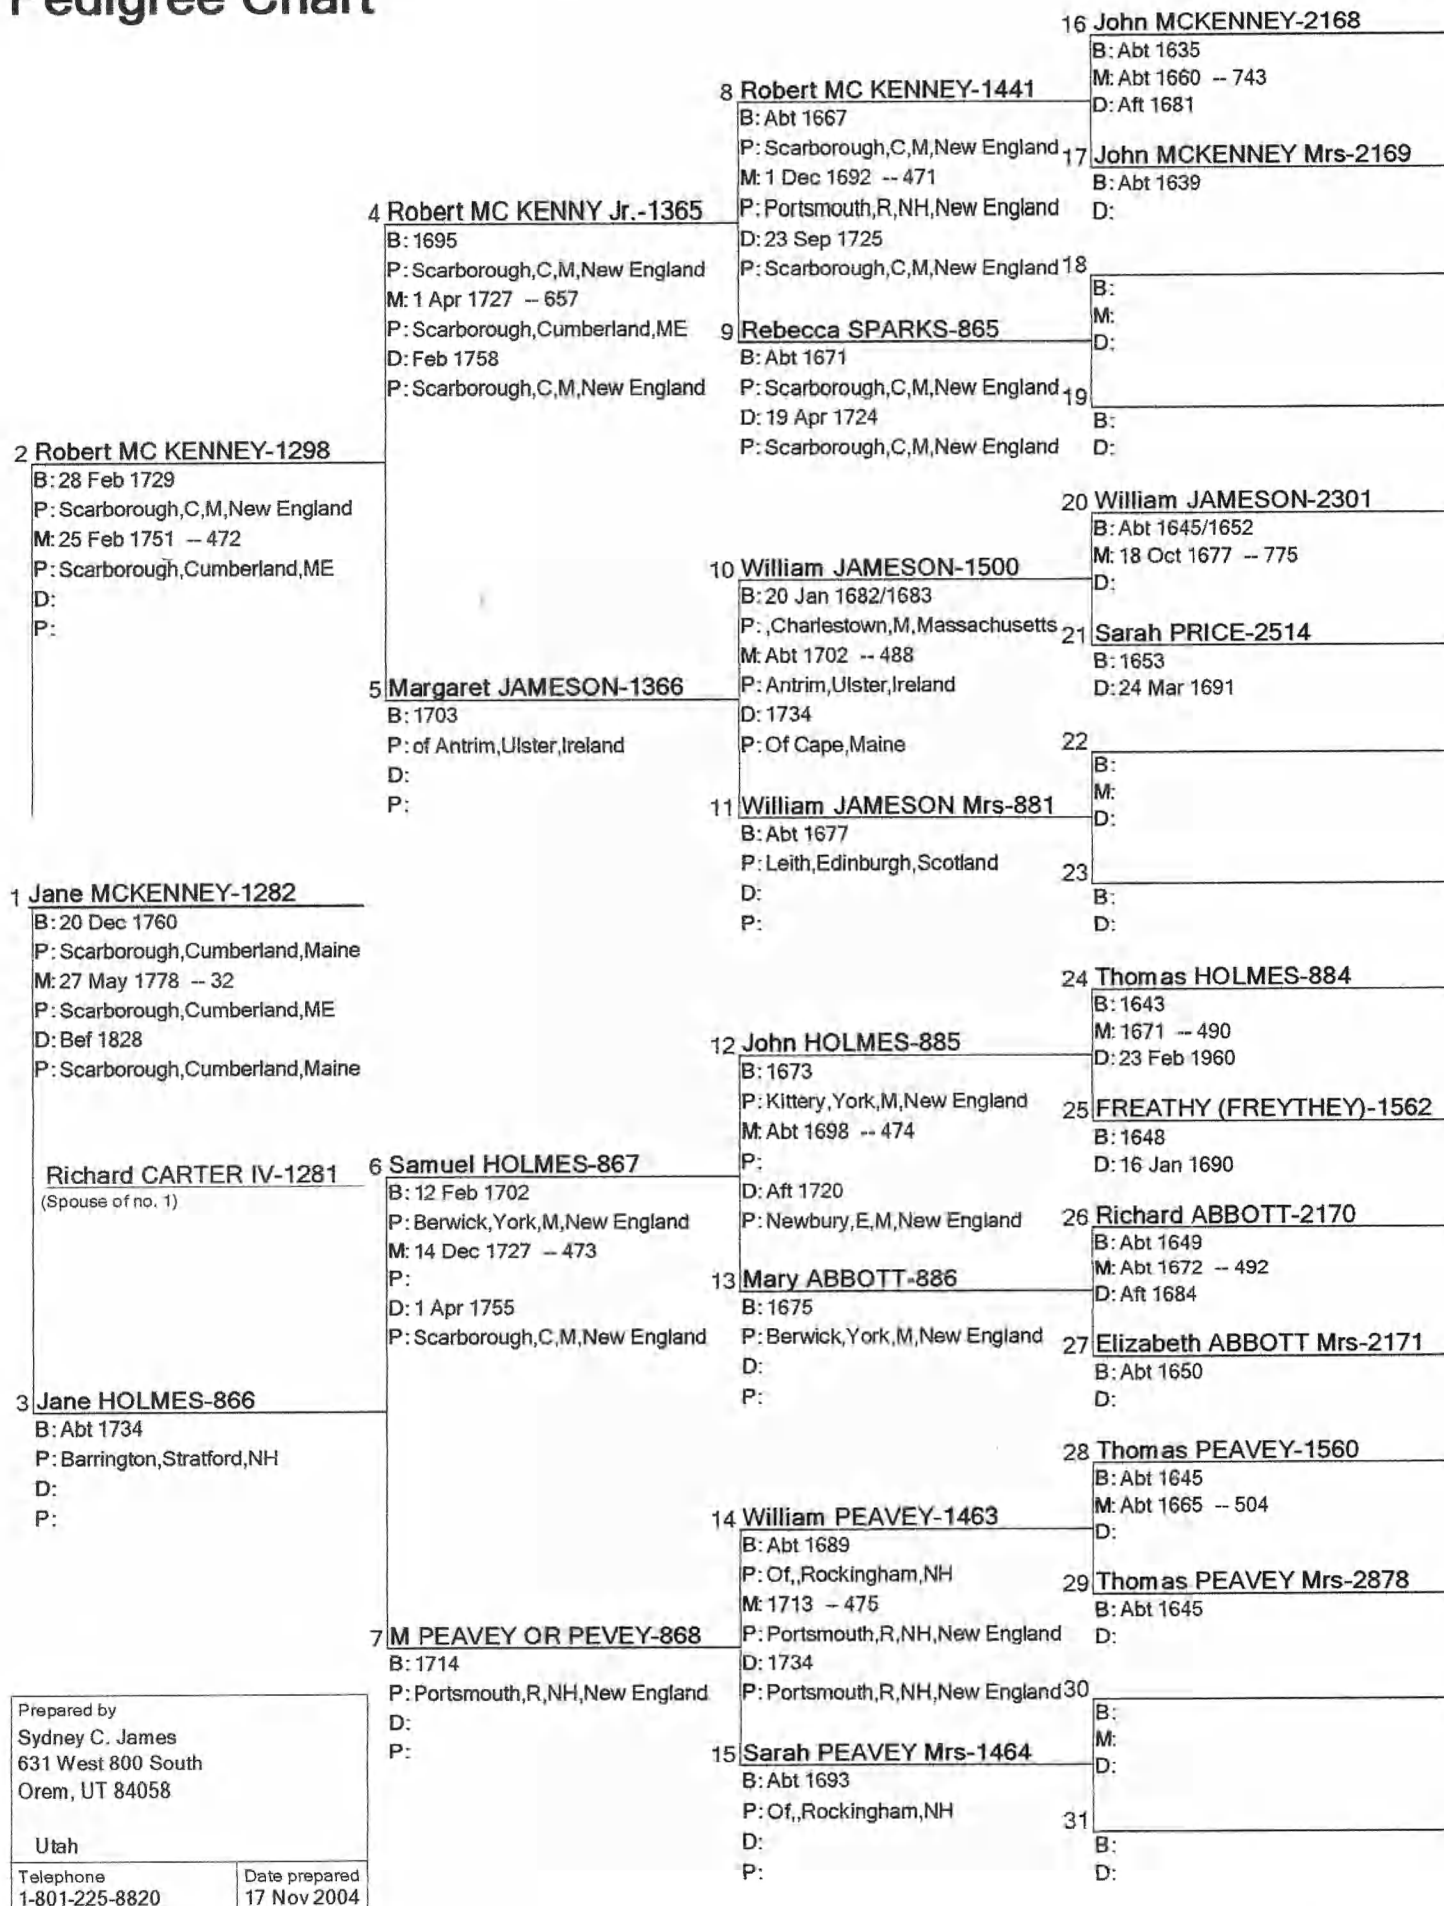 Pedigree Chart
16 John MCKENNEY-2168
B: Abt 1635
M: Abt 1660 -- 743
D: Aft 1681
8 Robert MC KENNEY-1441
B: Abt 1667
P: Scarborough,C,M,New England
M: 1 Dec 1692 -- 471
P: Portsmouth,R,NH,New England
D: 23 Sep 1725
P: Scarborough,C,M,New England
17 John MCKENNEY Mrs-2169
B: Abt 1639
D:
4 Robert MC KENNY Jr.-1365
B: 1695
P: Scarborough,C,M,New England
M: 1 Apr 1727 -- 657
P: Scarborough,Cumberland,ME
D: Feb 1758
P: Scarborough,C,M,New England
18
B:
M:
D:
9 Rebecca SPARKS-865
B: Abt 1671
P: Scarborough,C,M,New England
D: 19 Apr 1724
P: Scarborough,C,M,New England
19
B:
D:
2 Robert MC KENNEY-1298
B: 28 Feb 1729
P: Scarborough,C,M,New England
M: 25 Feb 1751 -- 472
P: Scarborough,Cumberland,ME
D:
P:
20 William JAMESON-2301
B: Abt 1645/1652
M: 18 Oct 1677 -- 775
D:
10 William JAMESON-1500
B: 20 Jan 1682/1683
P: ,Charlestown,M,Massachusetts
M: Abt 1702 -- 488
P: Antrim,Ulster,Ireland
D: 1734
P: Of Cape,Maine
21 Sarah PRICE-2514
B: 1653
D: 24 Mar 1691
5 Margaret JAMESON-1366
B: 1703
P: of Antrim,Ulster,Ireland
D:
P:
22
B:
M:
D:
11 William JAMESON Mrs-881
B: Abt 1677
P: Leith,Edinburgh,Scotland
D:
P:
23
B:
D:
1 Jane MCKENNEY-1282
B: 20 Dec 1760
P: Scarborough,Cumberland,Maine
M: 27 May 1778 -- 32
P: Scarborough,Cumberland,ME
D: Bef 1828
P: Scarborough,Cumberland,Maine
24 Thomas HOLMES-884
B: 1643
M: 1671 -- 490
D: 23 Feb 1960
12 John HOLMES-885
B: 1673
P: Kittery,York,M,New England
M: Abt 1698 -- 474
P:
D: Aft 1720
P: Newbury,E,M,New England
25 FREATHY (FREYTHEY)-1562
B: 1648
D: 16 Jan 1690
Richard CARTER IV-1281
(Spouse of no. 1)
6 Samuel HOLMES-867
B: 12 Feb 1702
P: Berwick,York,M,New England
M: 14 Dec 1727 -- 473
P:
D: 1 Apr 1755
P: Scarborough,C,M,New England
26 Richard ABBOTT-2170
B: Abt 1649
M: Abt 1672 -- 492
D: Aft 1684
13 Mary ABBOTT-886
B: 1675
P: Berwick,York,M,New England
D:
P:
27 Elizabeth ABBOTT Mrs-2171
B: Abt 1650
D:
3 Jane HOLMES-866
B: Abt 1734
P: Barrington,Stratford,NH
D:
P:
28 Thomas PEAVEY-1560
B: Abt 1645
M: Abt 1665 -- 504
D:
14 William PEAVEY-1463
B: Abt 1689
P: Of,,Rockingham,NH
M: 1713 -- 475
P: Portsmouth,R,NH,New England
D: 1734
P: Portsmouth,R,NH,New England
29 Thomas PEAVEY Mrs-2878
B: Abt 1645
D:
7 M PEAVEY OR PEVEY-868
B: 1714
P: Portsmouth,R,NH,New England
D:
P:
30
B:
M:
D:
15 Sarah PEAVEY Mrs-1464
B: Abt 1693
P: Of,,Rockingham,NH
D:
P:
31
B:
D:
Prepared by
Sydney C. James
631 West 800 South
Orem, UT 84058
Utah
Telephone
1-801-225-8820
Date prepared
17 Nov 2004